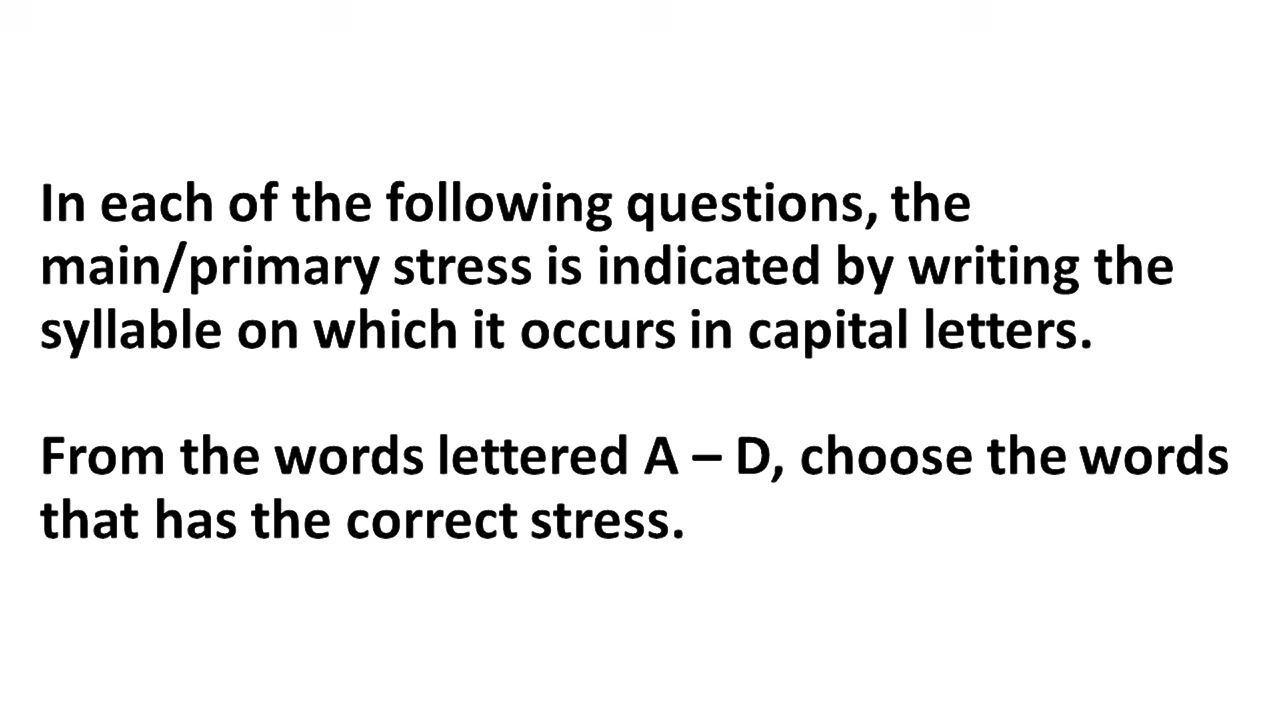 In each of the following questions, the
main/primary stress is indicated by writing the
syllable on which it occurs in capital letters.
From the words lettered A – D, choose the words
that has the correct stress.